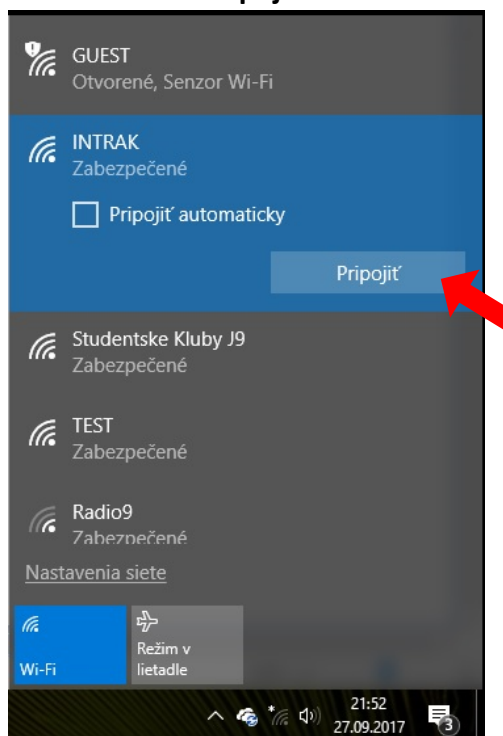 GUEST
Otvorené, Senzor Wi-Fi
INTRAK
Zabezpečené
Pripojiť automaticky
Pripojiť
Studentske Kluby J9
Zabezpečené
TEST
Zabezpečené
Radio9
Zabezpečené
Nastavenia siete
Wi-Fi
Režim v
lietadle
21:52
27.09.2017
3